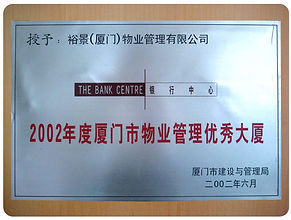 授予：裕景(厦门)物业管理有限公司
THE BANK CENTRE 银行中心
2002年度厦门市物业管理优秀大厦
厦门市建设与管理局
二00二年六月